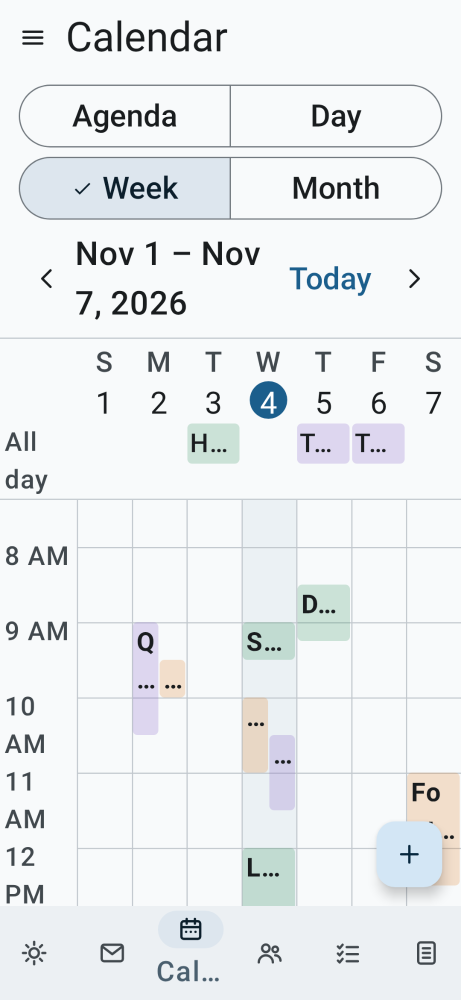 Calendar
Agenda
Day
Week
Month
Nov 1 – Nov
7, 2026
Today
S M T W T F S
1 2 3 4 5 6 7
All
day
H…
T…
T…
8 AM
D…
9 AM
Q
…
…
S…
10
AM
…
…
11
AM
Fo
12
PM
L…
Cal…